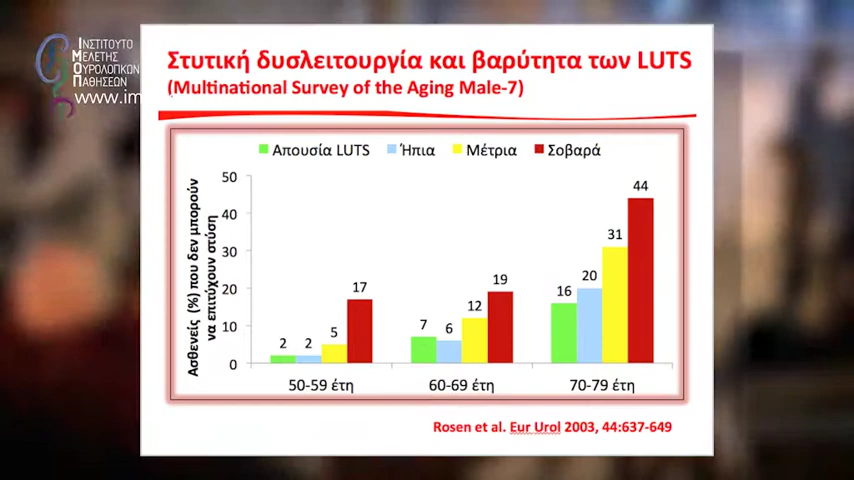 ΙΝΣΤΙΤΟΥΤΟ
ΜΕΛΕΤΗΣ
ΟΥΡΟΛΟΓΙΚΩΝ
ΠΑΘΗΣΕΩΝ
www.im
Στυτική δυσλειτουργία και βαρύτητα των LUTS
(Multinational Survey of the Aging Male-7)
Απουσία LUTS Ήπια Μέτρια Σοβαρά
Ασθενείς (%) που δεν μπορούν
να επιτύχουν στύση
50
40
30
20
10
0
2 2 5 17
7 6 12 19
16 20 31 44
50-59 έτη 60-69 έτη 70-79 έτη
Rosen et al. Eur Urol 2003, 44:637-649